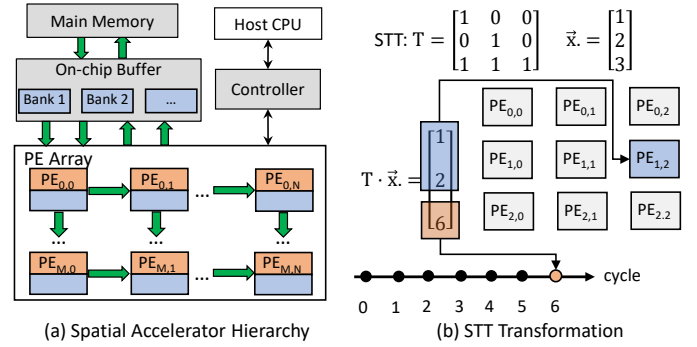 Main Memory
Host CPU
On-chip Buffer
Bank 1 Bank 2 ...
Controller
PE Array
PE0,0 PE0,1 ... PE0,N
... ... ...
PEM,0 PEM,1 ... PEM,N
(a) Spatial Accelerator Hierarchy
STT: T = [1 0 0
0 1 0
1 1 1]
x⃗. = [1
2
3]
PE0,0 PE0,1 PE0,2
PE1,0 PE1,1 PE1,2
PE2,0 PE2,1 PE2.2
T · x⃗. = [1
2
6]
cycle
0 1 2 3 4 5 6
(b) STT Transformation